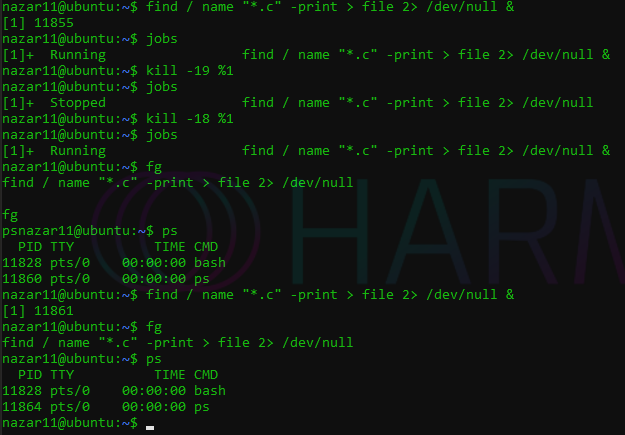 nazar11@ubuntu:~$ find / name "*.c" -print > file 2> /dev/null &
[1] 11855
nazar11@ubuntu:~$ jobs
[1]+  Running                 find / name "*.c" -print > file 2> /dev/null &
nazar11@ubuntu:~$ kill -19 %1
nazar11@ubuntu:~$ jobs
[1]+  Stopped                 find / name "*.c" -print > file 2> /dev/null
nazar11@ubuntu:~$ kill -18 %1
nazar11@ubuntu:~$ jobs
[1]+  Running                 find / name "*.c" -print > file 2> /dev/null &
nazar11@ubuntu:~$ fg
find / name "*.c" -print > file 2> /dev/null
fg
psnazar11@ubuntu:~$ ps
  PID TTY          TIME CMD
11828 pts/0    00:00:00 bash
11860 pts/0    00:00:00 ps
nazar11@ubuntu:~$ find / name "*.c" -print > file 2> /dev/null &
[1] 11861
nazar11@ubuntu:~$ fg
find / name "*.c" -print > file 2> /dev/null
nazar11@ubuntu:~$ ps
  PID TTY          TIME CMD
11828 pts/0    00:00:00 bash
11864 pts/0    00:00:00 ps
nazar11@ubuntu:~$
HARM